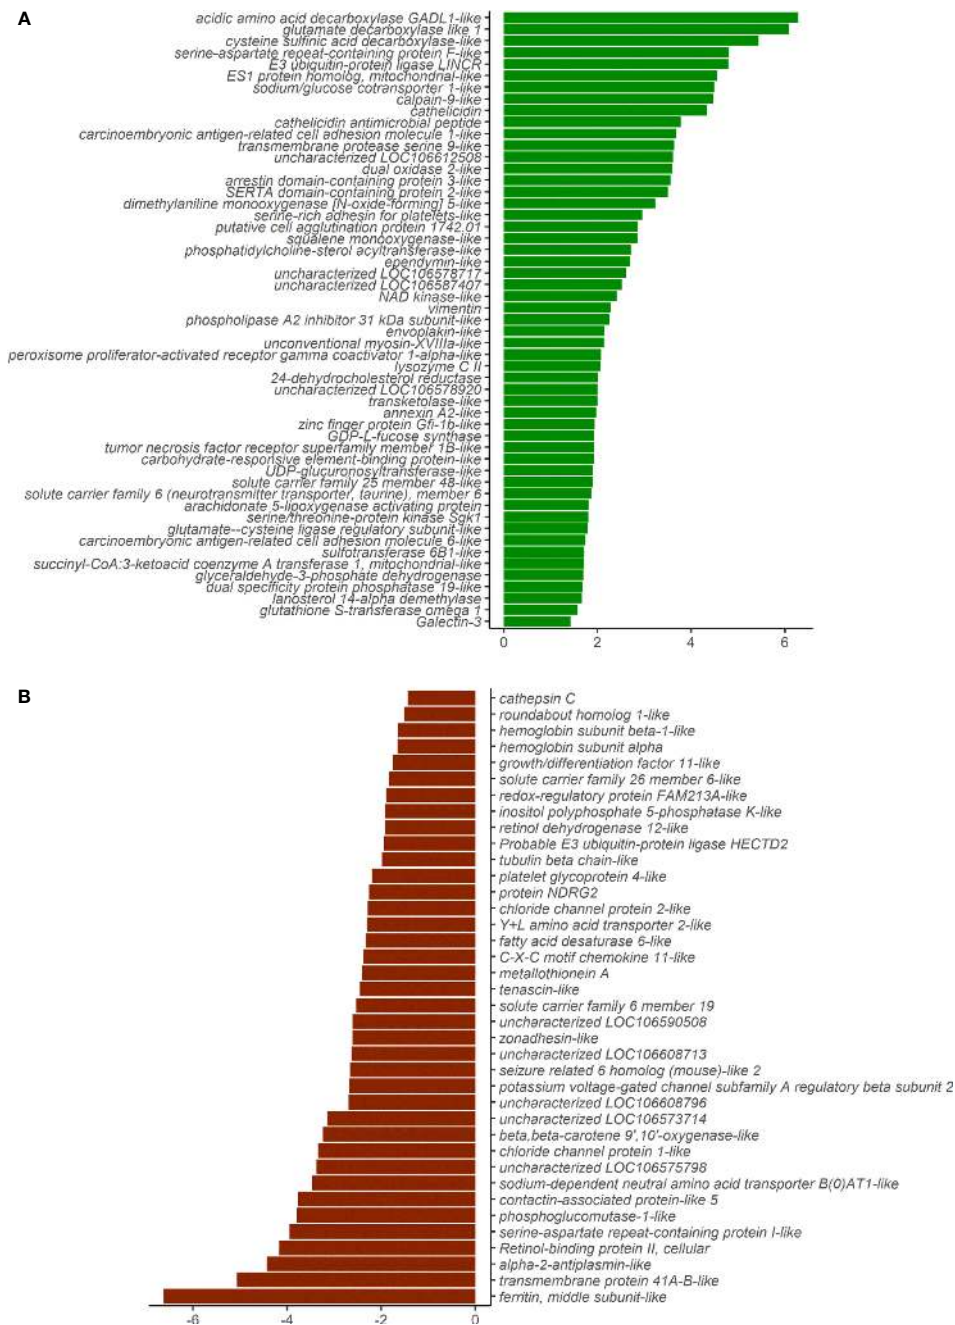 A
acidic amino acid decarboxylase GADL1-like
glutamate decarboxylase like 1
cysteine sulfinic acid decarboxylase-like
serine-aspartate repeat-containing protein F-like
E3 ubiquitin-protein ligase LINCR
ES1 protein homolog, mitochondrial-like
sodium/glucose cotransporter 1-like
calpain-9-like
cathelicidin
cathelicidin antimicrobial peptide
carcinoembryonic antigen-related cell adhesion molecule 1-like
transmembrane protease serine 9-like
uncharacterized LOC106612508
dual oxidase 2-like
arrestin domain-containing protein 3-like
SERTA domain-containing protein 2-like
dimethylaniline monooxygenase [N-oxide-forming] 5-like
serine-rich adhesin for platelets-like
putative cell agglutination protein 1742.01
squalene monooxygenase-like
phosphatidylcholine-sterol acyltransferase-like
ependymin-like
uncharacterized LOC106578717
uncharacterized LOC106587407
NAD kinase-like
vimentin
phospholipase A2 inhibitor 31 kDa subunit-like
envoplakin-like
unconventional myosin-XVIIIa-like
peroxisome proliferator-activated receptor gamma coactivator 1-alpha-like
lysozyme C II
24-dehydrocholesterol reductase
uncharacterized LOC106578920
transketolase-like
annexin A2-like
zinc finger protein Gfi-1b-like
GDP-L-fucose synthase
tumor necrosis factor receptor superfamily member 1B-like
carbohydrate-responsive element-binding protein-like
UDP-glucuronosyltransferase-like
solute carrier family 25 member 48-like
solute carrier family 6 (neurotransmitter transporter, taurine), member 6
arachidonate 5-lipoxygenase activating protein
serine/threonine-protein kinase Sgk1
glutamate--cysteine ligase regulatory subunit-like
carcinoembryonic antigen-related cell adhesion molecule 6-like
sulfotransferase 6B1-like
succinyl-CoA:3-ketoacid coenzyme A transferase 1, mitochondrial-like
glyceraldehyde-3-phosphate dehydrogenase
dual specificity protein phosphatase 19-like
lanosterol 14-alpha demethylase
glutathione S-transferase omega 1
Galectin-3
0 2 4 6
B
cathepsin C
roundabout homolog 1-like
hemoglobin subunit beta-1-like
hemoglobin subunit alpha
growth/differentiation factor 11-like
solute carrier family 26 member 6-like
redox-regulatory protein FAM213A-like
inositol polyphosphate 5-phosphatase K-like
retinol dehydrogenase 12-like
Probable E3 ubiquitin-protein ligase HECTD2
tubulin beta chain-like
platelet glycoprotein 4-like
protein NDRG2
chloride channel protein 2-like
Y+L amino acid transporter 2-like
fatty acid desaturase 6-like
C-X-C motif chemokine 11-like
metallothionein A
tenascin-like
solute carrier family 6 member 19
uncharacterized LOC106590508
zonadhesin-like
uncharacterized LOC106608713
seizure related 6 homolog (mouse)-like 2
potassium voltage-gated channel subfamily A regulatory beta subunit 2
uncharacterized LOC106608796
uncharacterized LOC106573714
beta,beta-carotene 9',10'-oxygenase-like
chloride channel protein 1-like
uncharacterized LOC106575798
sodium-dependent neutral amino acid transporter B(0)AT1-like
contactin-associated protein-like 5
phosphoglucomutase-1-like
serine-aspartate repeat-containing protein I-like
Retinol-binding protein II, cellular
alpha-2-antiplasmin-like
transmembrane protein 41A-B-like
ferritin, middle subunit-like
-6 -4 -2 0